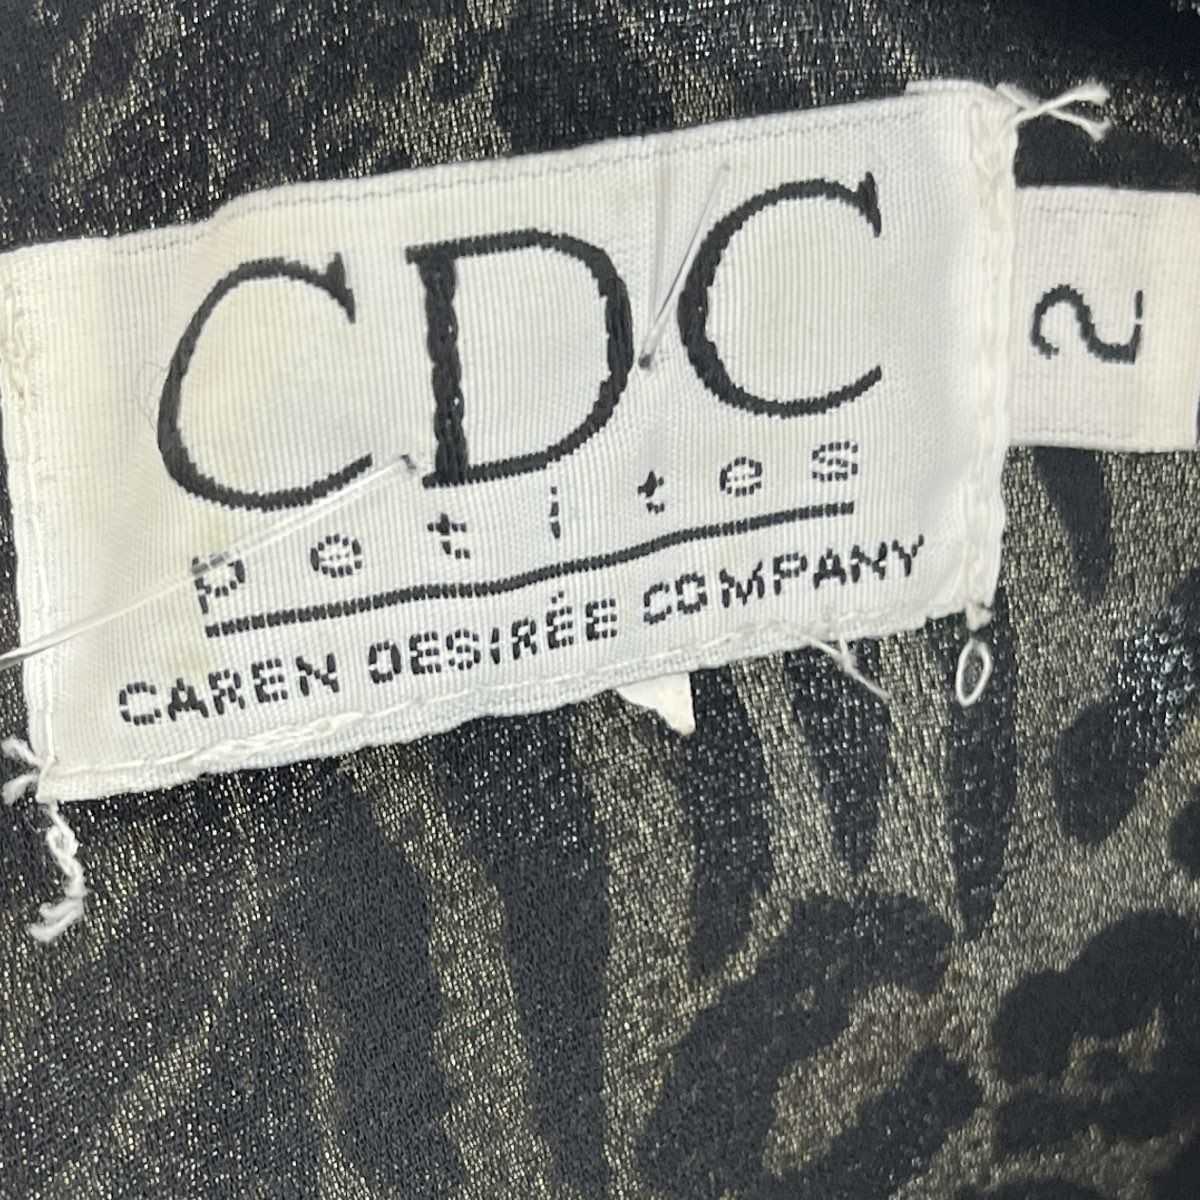 CDC
petites
CAREN DESIRÉE COMPANY
2